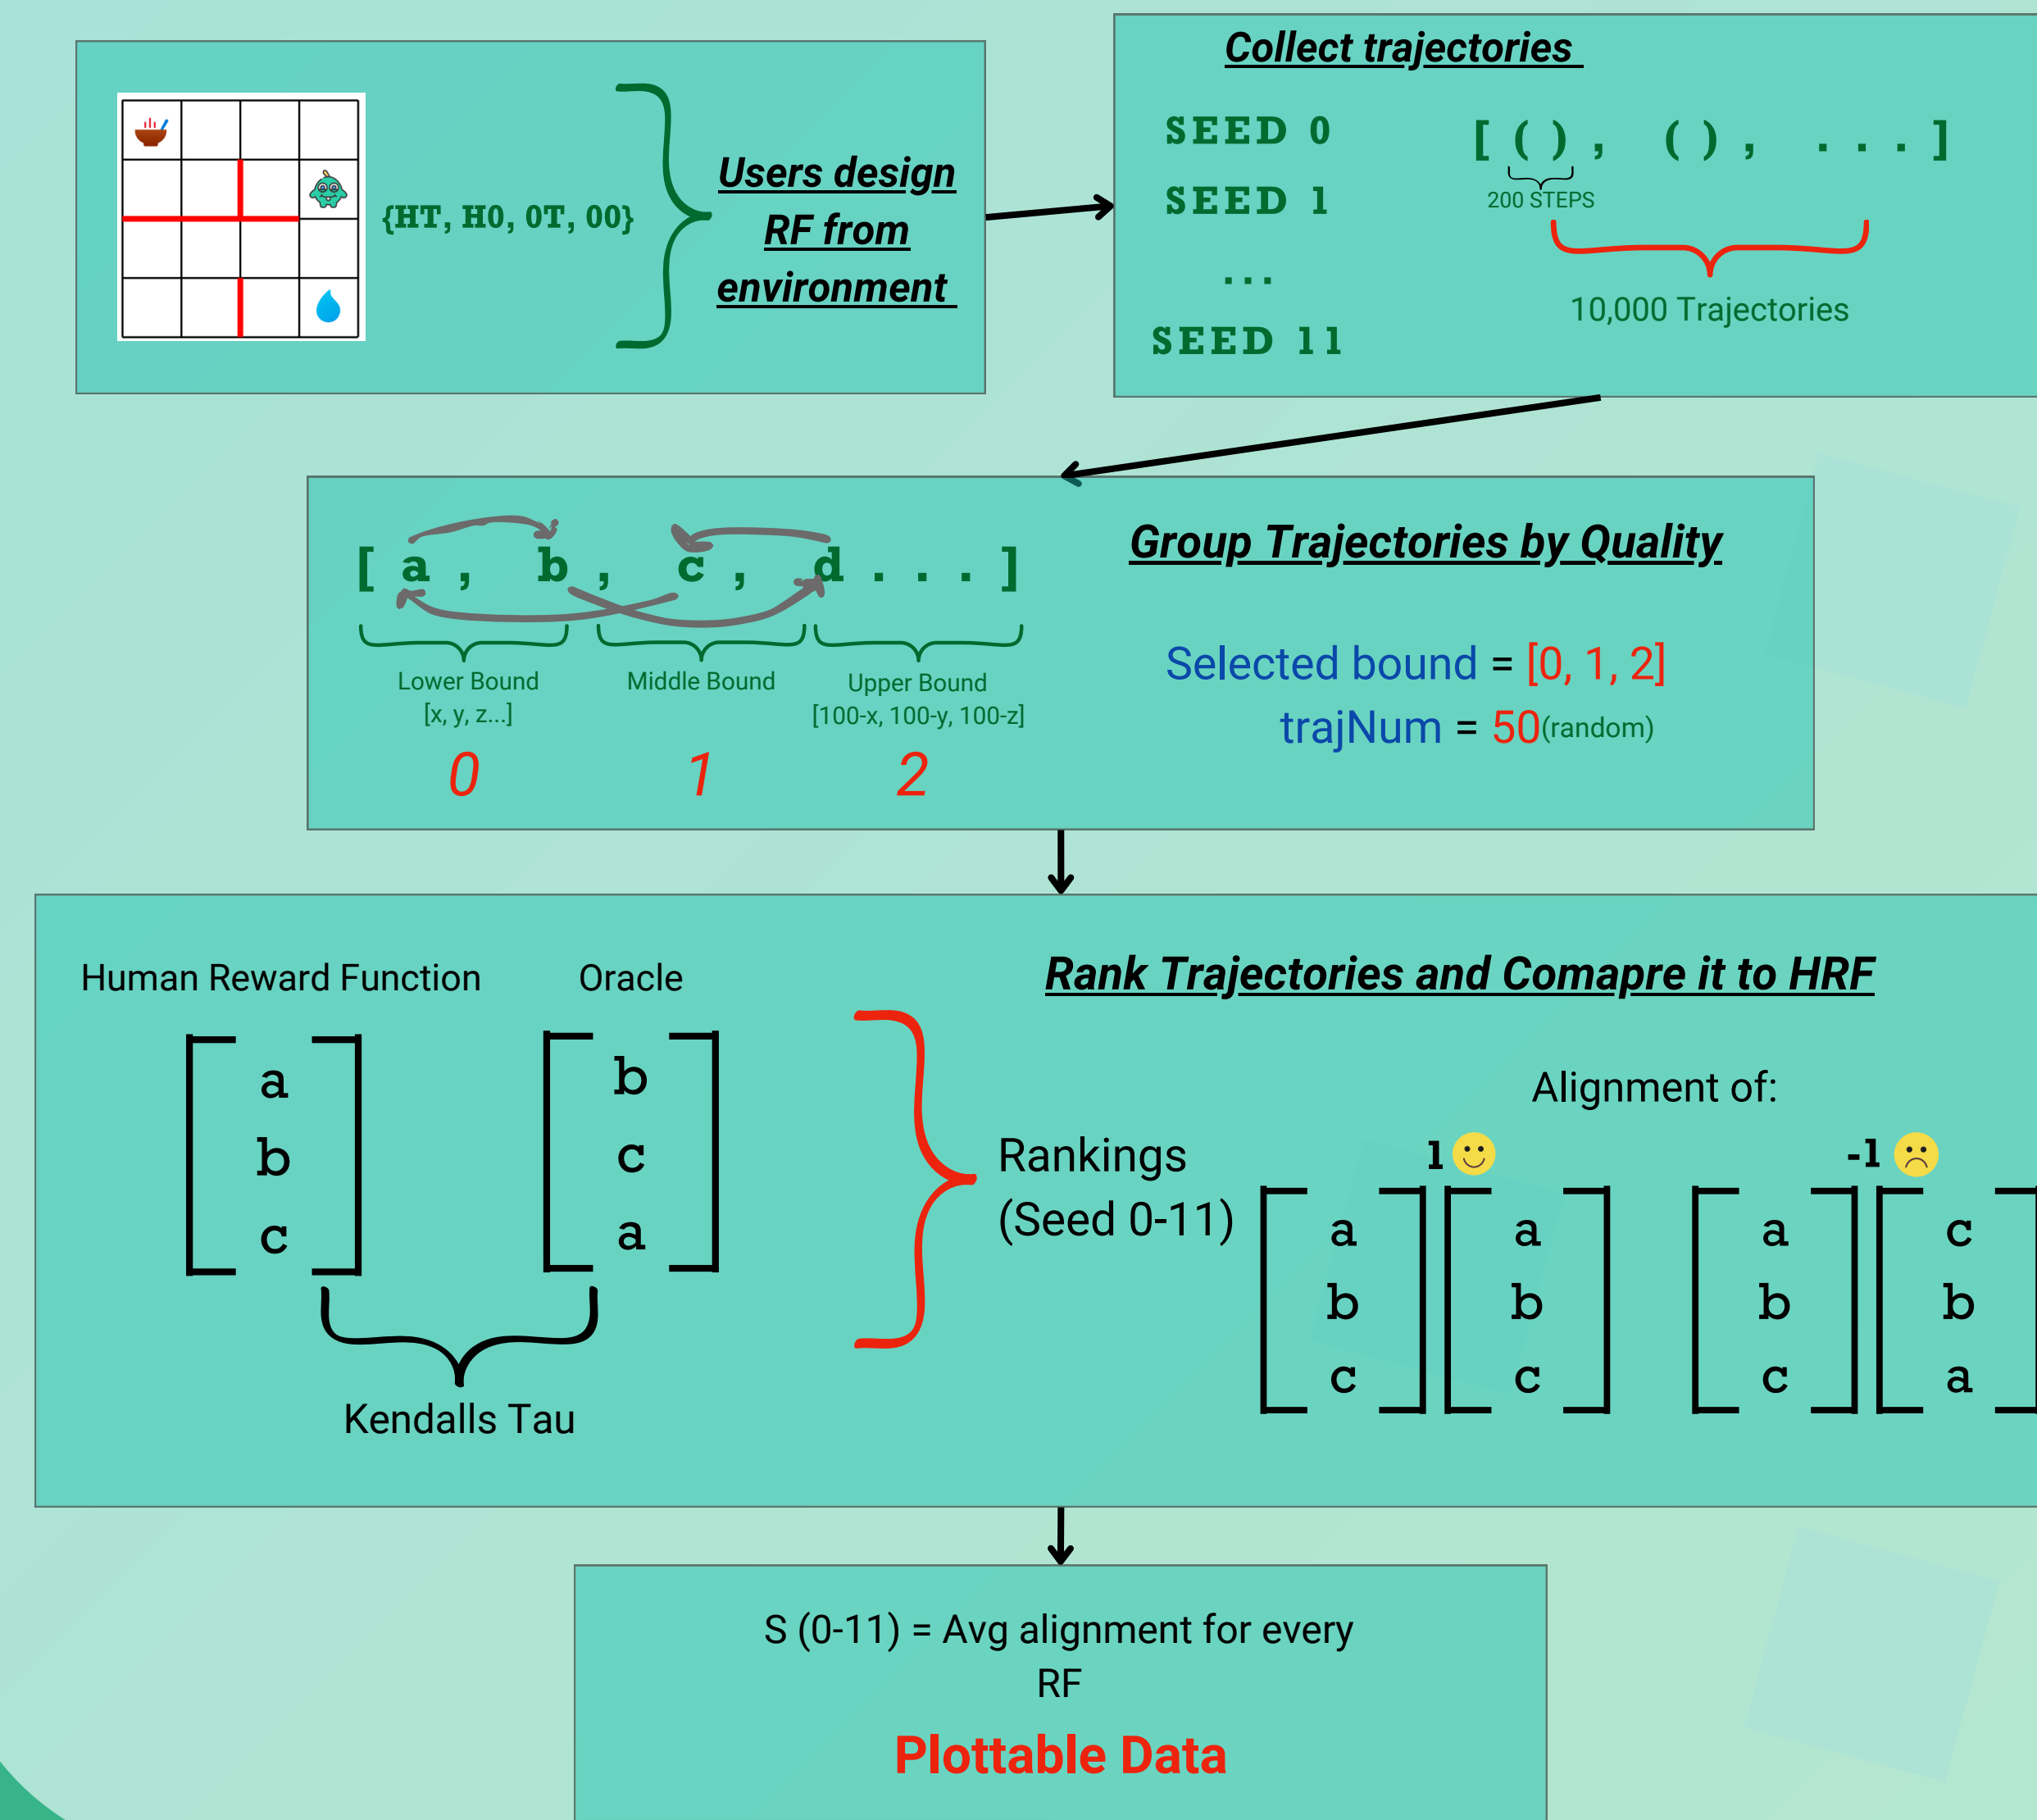 {HT, H0, 0T, 00}
Users design
RF from
environment
Collect trajectories
SEED 0
SEED 1
...
SEED 11
[ ( ) , ( ) , . . . ]
200 STEPS
10,000 Trajectories
[ a , b , c , d . . . ]
Lower Bound
[x, y, z...]
0
Middle Bound
1
Upper Bound
[100-x, 100-y, 100-z]
2
Group Trajectories by Quality
Selected bound = [0, 1, 2]
trajNum = 50(random)
Rank Trajectories and Comapre it to HRF
Human Reward Function
a
b
c
Oracle
b
c
a
Kendalls Tau
Rankings
(Seed 0-11)
Alignment of:
1
a
b
c
a
b
c
-1
a
b
c
c
b
a
S (0-11) = Avg alignment for every
RF
Plottable Data